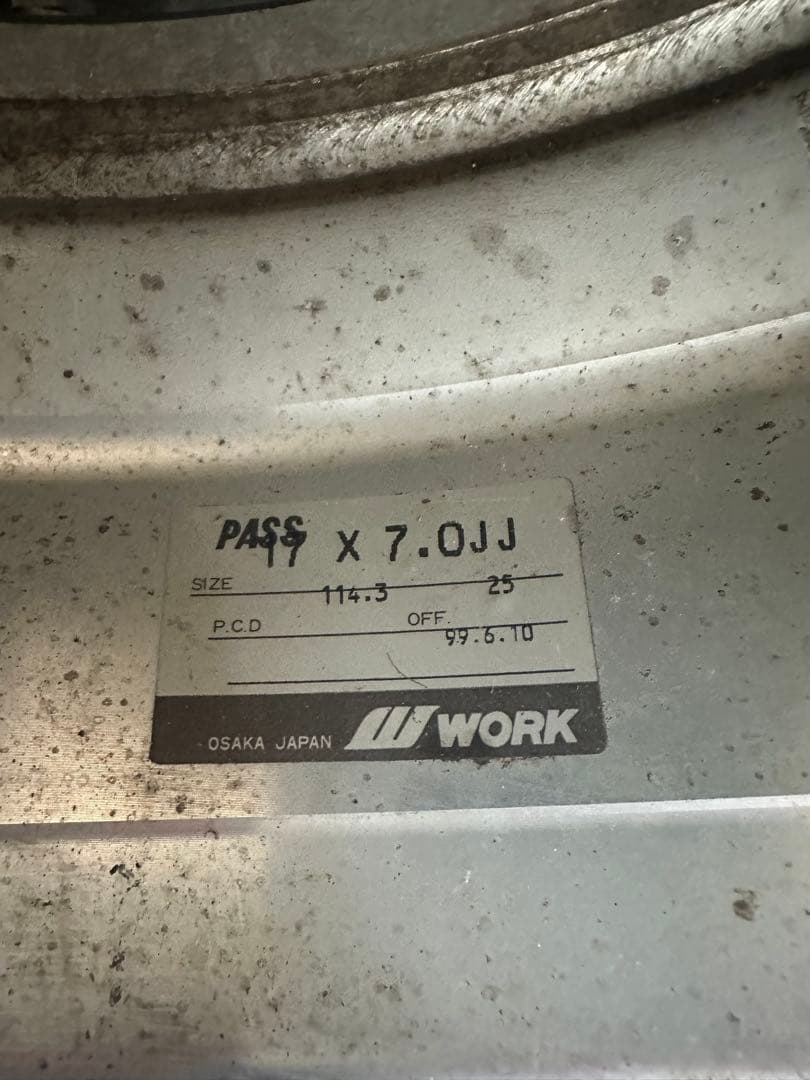 PASS
17 X 7.0JJ
SIZE
114.3 25
P.C.D OFF.
99.6.10
OSAKA JAPAN WORK